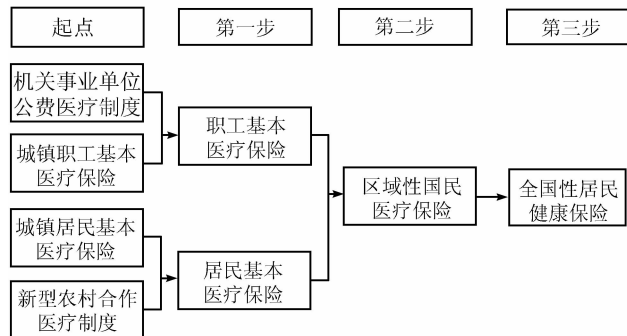 起点
第一步
第二步
第三步
机关事业单位
公费医疗制度
城镇职工基本
医疗保险
城镇居民基本
医疗保险
新型农村合作
医疗制度
职工基本
医疗保险
居民基本
医疗保险
区域性国民
医疗保险
全国性居民
健康保险